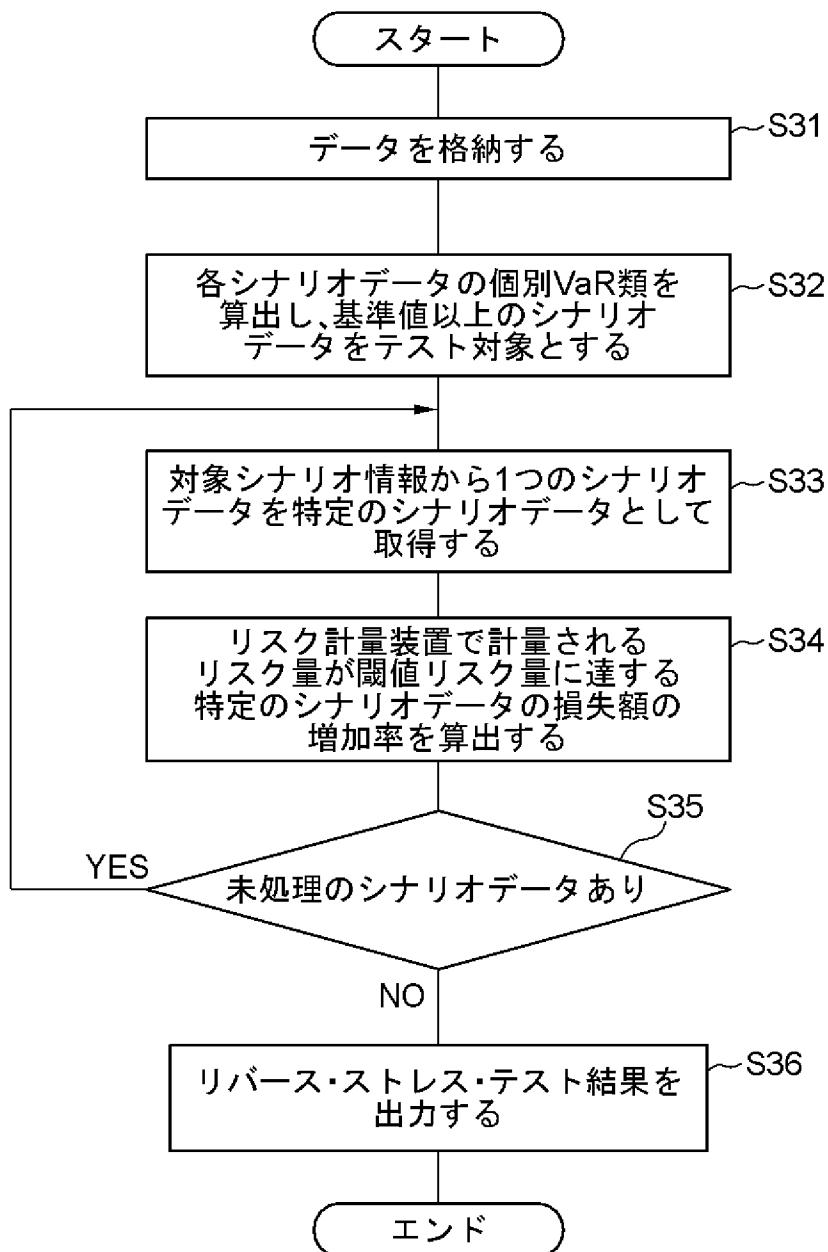 スタート
データを格納する
S31
各シナリオデータの個別VaR類を
算出し、基準値以上のシナリオ
データをテスト対象とする
S32
対象シナリオ情報から1つのシナリオ
データを特定のシナリオデータとして
取得する
S33
リスク計量装置で計量される
リスク量が閾値リスク量に達する
特定のシナリオデータの損失額の
増加率を算出する
S34
S35
YES
未処理のシナリオデータあり
NO
リバース・ストレス・テスト結果を
出力する
S36
エンド